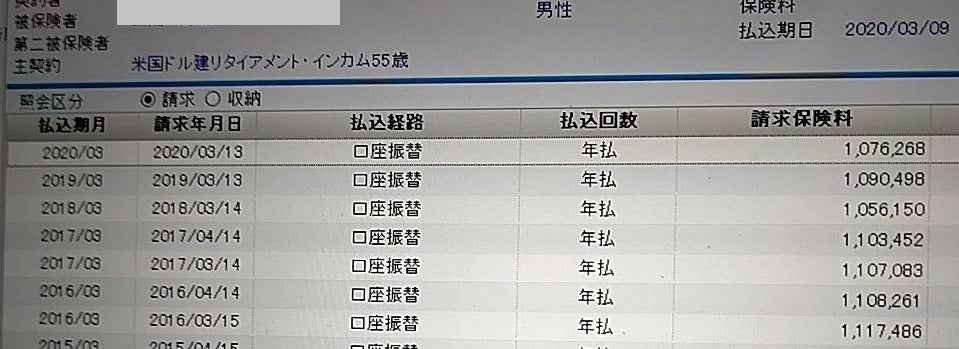 契約者
保険料
被保険者
男性
払込期日 2020/03/09
第二被保険者
主契約 米国ドル建リタイアメント・インカム55歳
照会区分 請求 収納
払込期月 請求年月日 払込経路 払込回数 請求保険料
2020/03 2020/03/13 口座振替 年払 1,076,268
2019/03 2019/03/13 口座振替 年払 1,090,498
2018/03 2018/03/14 口座振替 年払 1,056,150
2017/03 2017/04/14 口座振替 年払 1,103,452
2017/03 2017/03/14 口座振替 年払 1,107,083
2016/03 2016/04/14 口座振替 年払 1,108,261
2016/03 2016/03/15 口座振替 年払 1,117,486
2015/03 2015/04/15 口座振替 年払